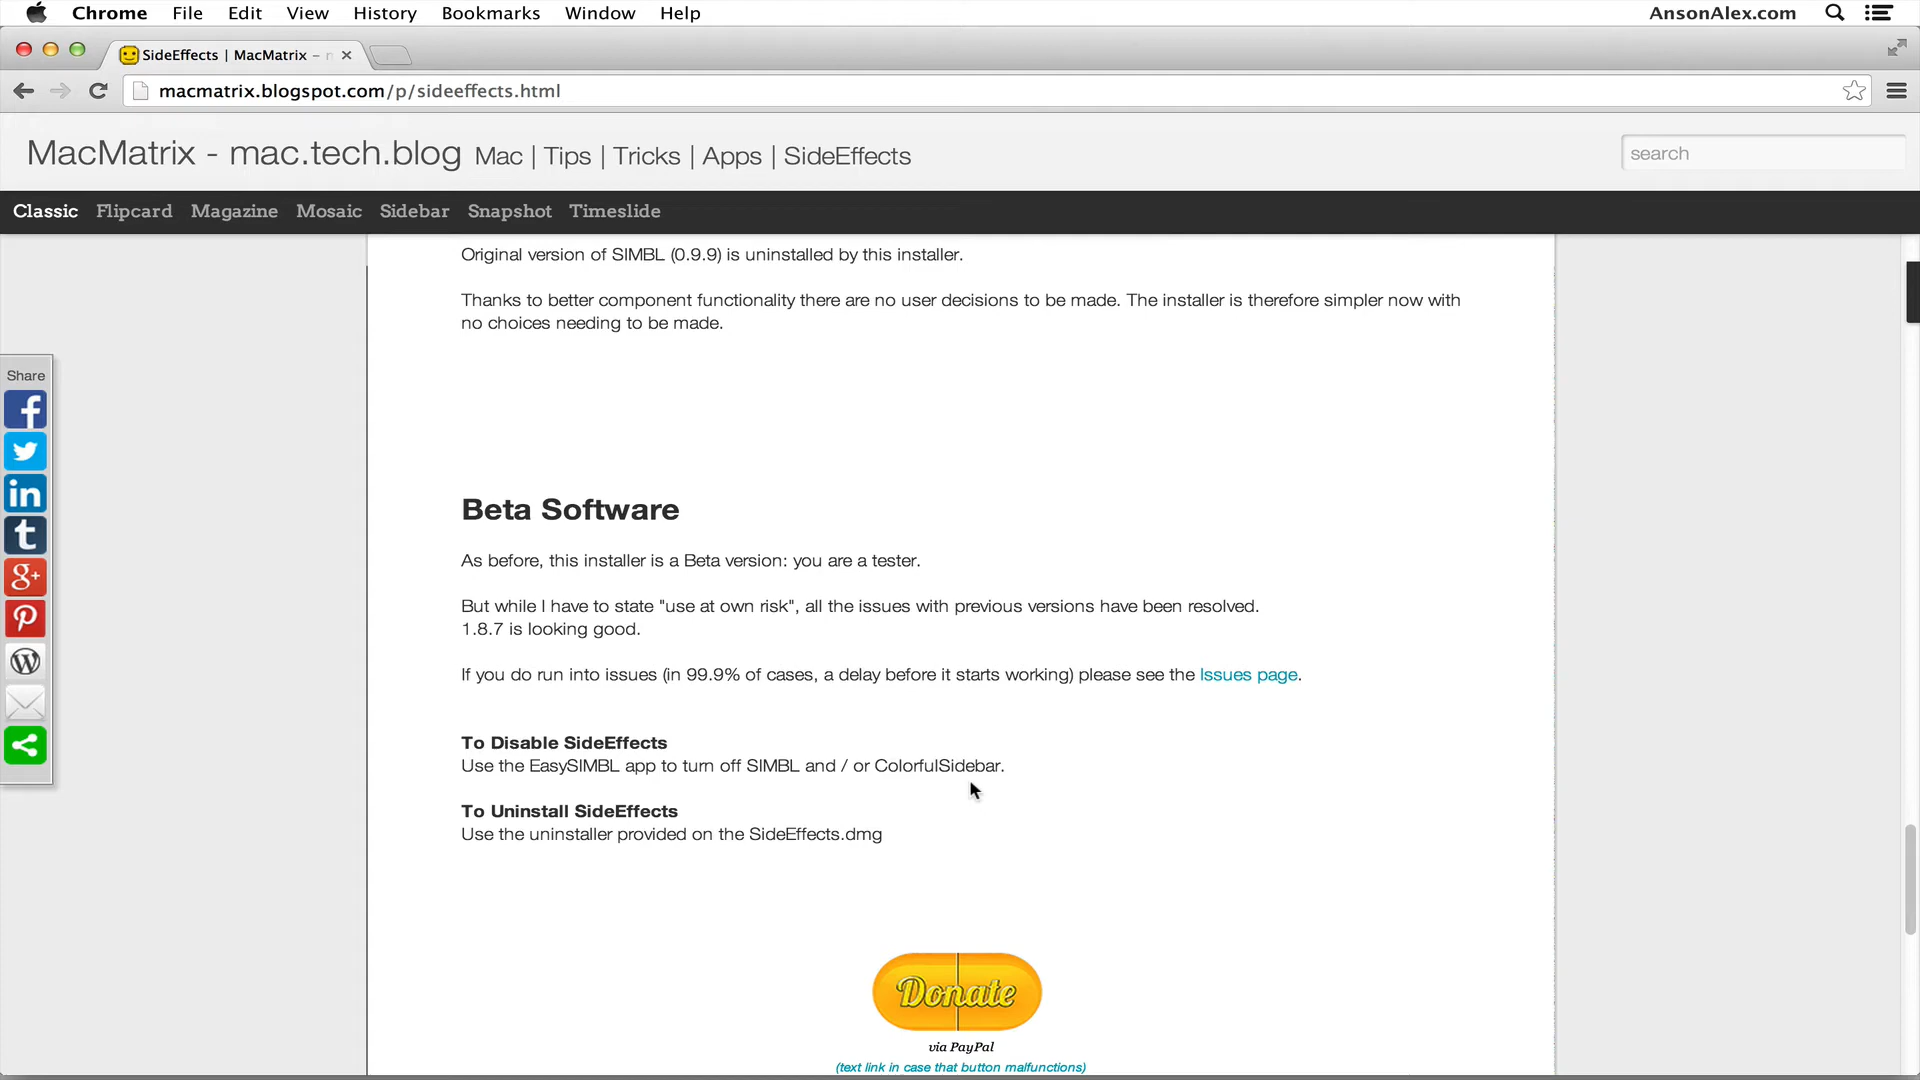 Chrome File Edit View History Bookmarks Window Help AnsonAlex.com
SideEffects | MacMatrix –
macmatrix.blogspot.com/p/sideeffects.html
MacMatrix - mac.tech.blog Mac | Tips | Tricks | Apps | SideEffects
search
Classic Flipcard Magazine Mosaic Sidebar Snapshot Timeslide
Original version of SIMBL (0.9.9) is uninstalled by this installer.
Thanks to better component functionality there are no user decisions to be made. The installer is therefore simpler now with
no choices needing to be made.
Share
Beta Software
As before, this installer is a Beta version: you are a tester.
But while I have to state "use at own risk", all the issues with previous versions have been resolved.
1.8.7 is looking good.
If you do run into issues (in 99.9% of cases, a delay before it starts working) please see the Issues page.
To Disable SideEffects
Use the EasySIMBL app to turn off SIMBL and / or ColorfulSidebar.
To Uninstall SideEffects
Use the uninstaller provided on the SideEffects.dmg
Donate
via PayPal
(text link in case that button malfunctions)